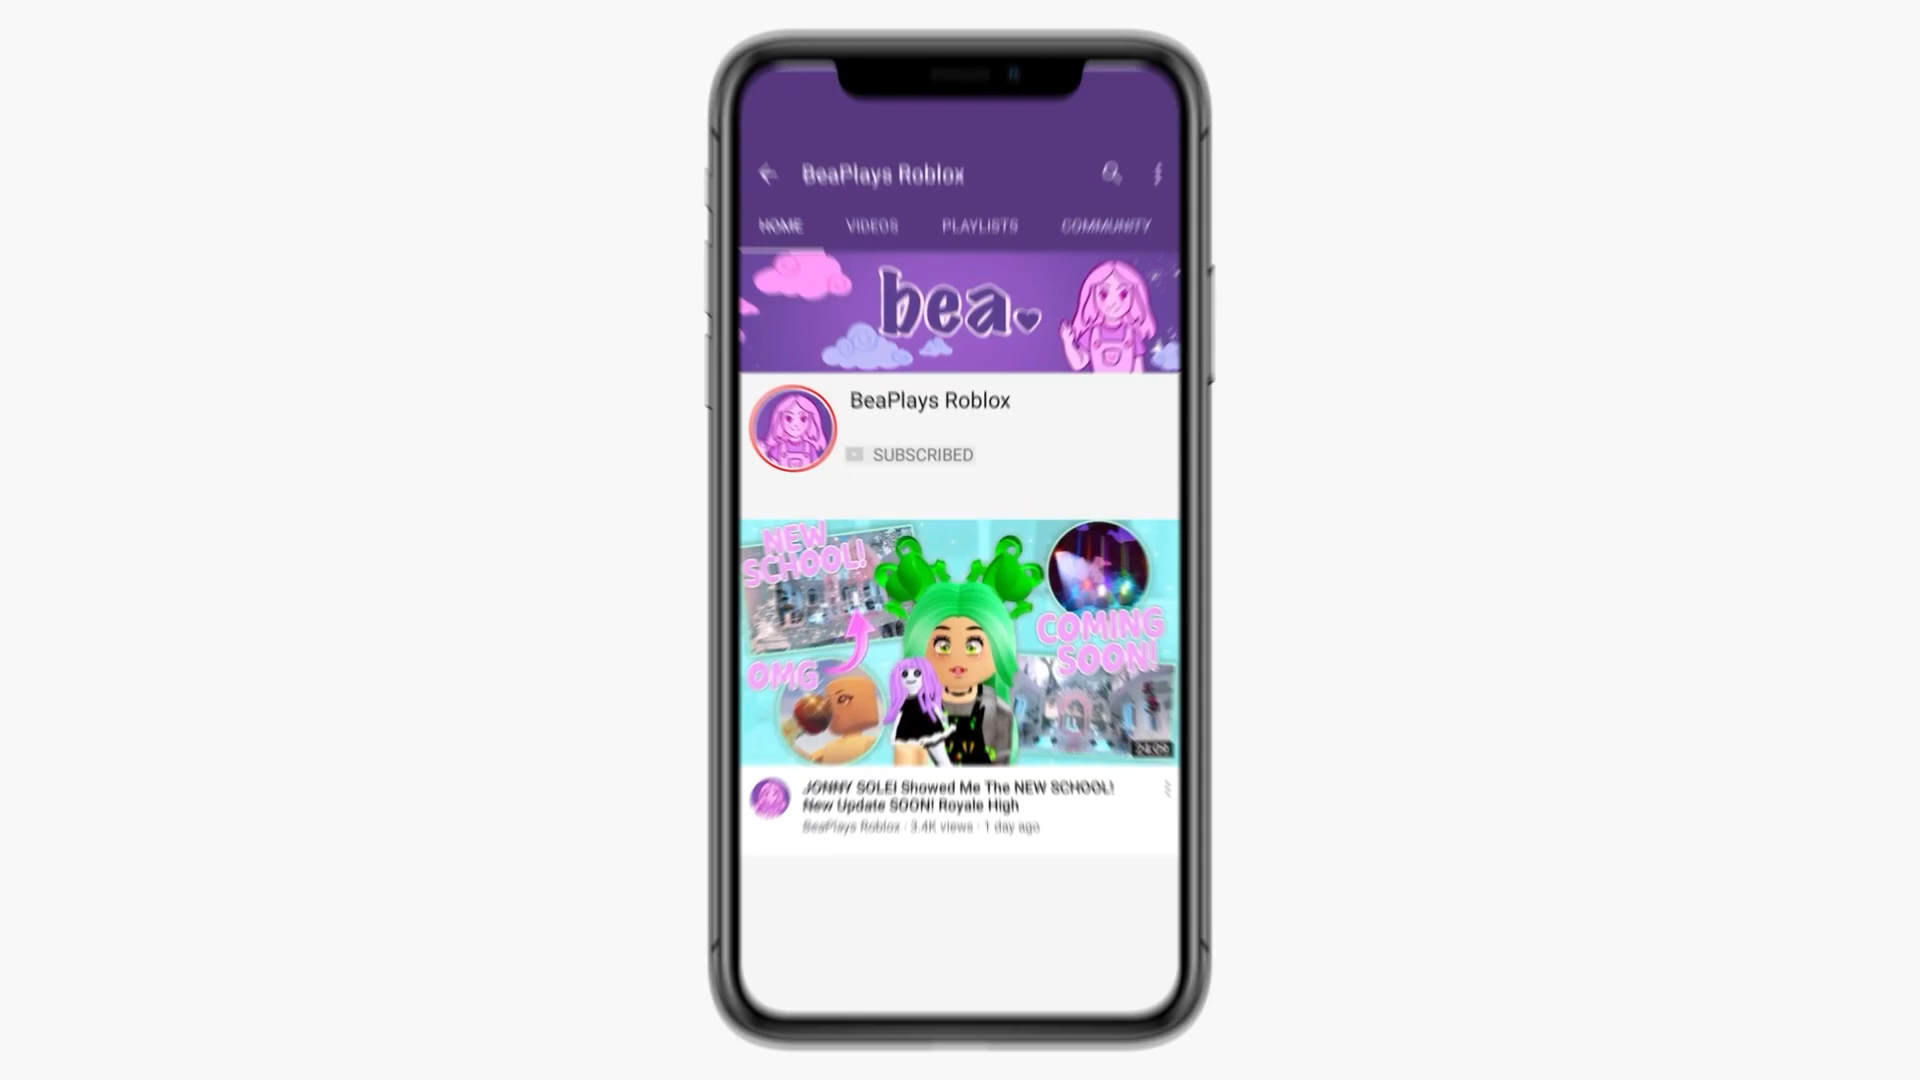 BeaPlays Roblox
HOME VIDEOS PLAYLISTS COMMUNITY
bea
BeaPlays Roblox
SUBSCRIBED
NEW
SCHOOL!
COMING
SOON!
OMG
JONNY SOLEI Showed Me The NEW SCHOOL!
New Update SOON! Royale High
BeaPlays Roblox · 3.4K views · 1 day ago